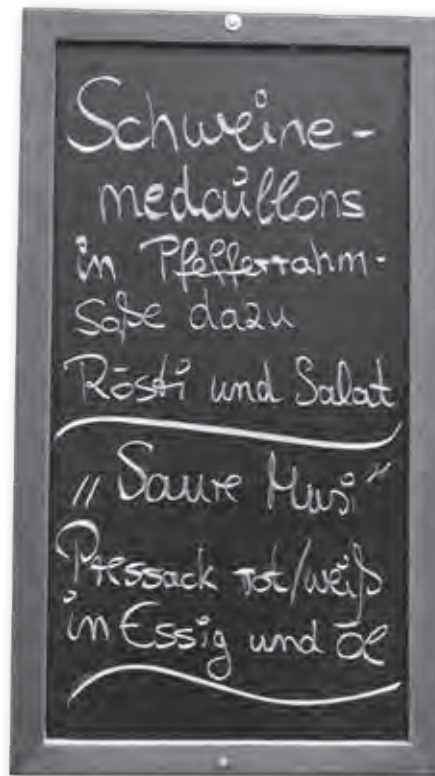 Schweine-
medaillons
in Pfefferrahm-
soße dazu
Rösti und Salat
„Saure Musi"
Pressack rot/weiß
in Essig und Öl